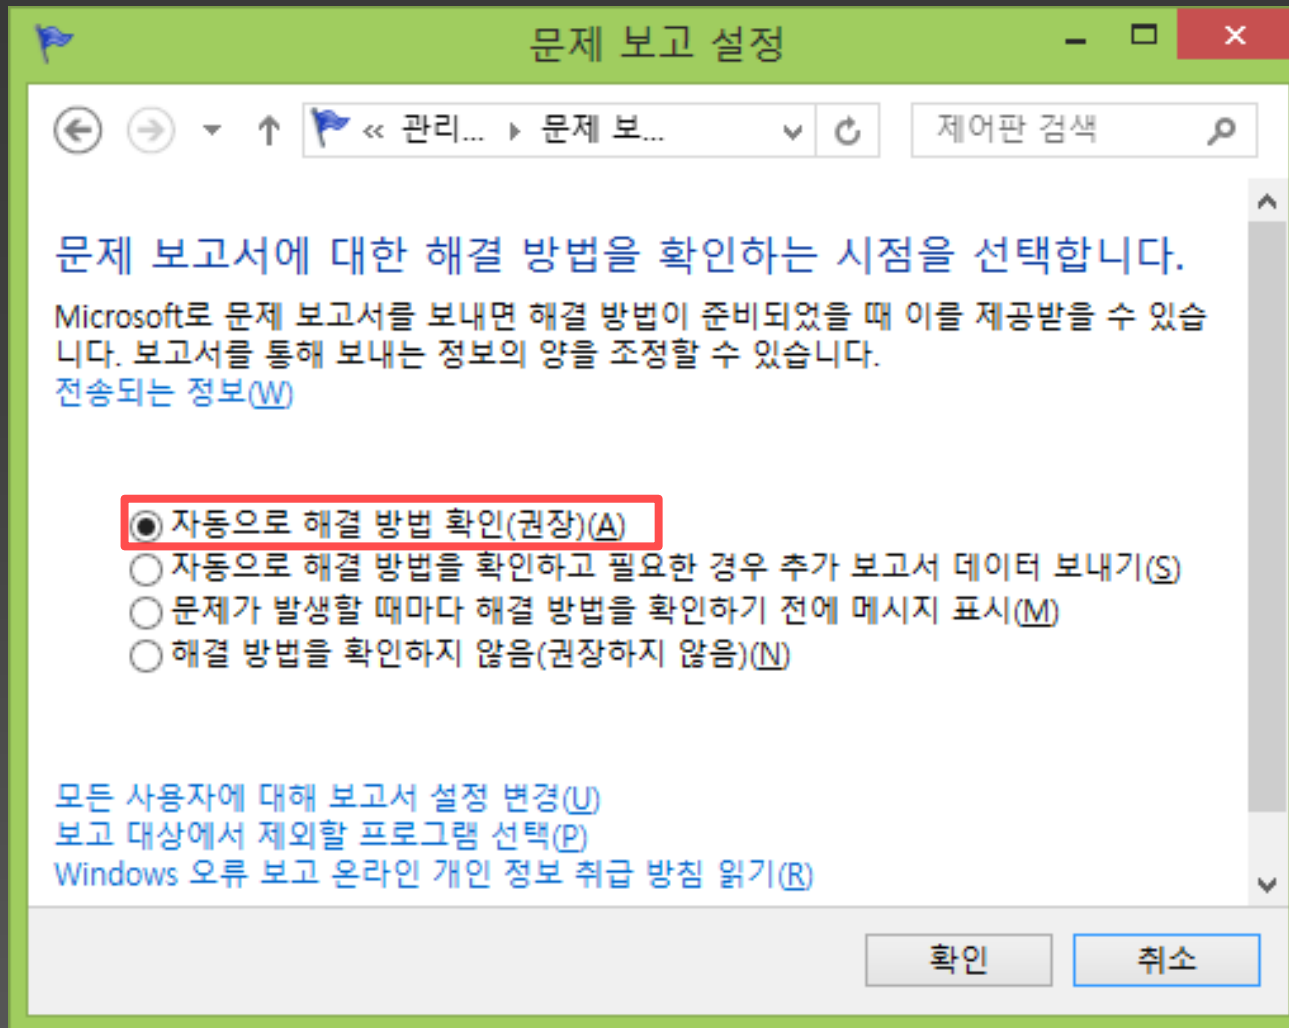 문제 보고 설정
« 관리... 문제 보...
제어판 검색
문제 보고서에 대한 해결 방법을 확인하는 시점을 선택합니다.
Microsoft로 문제 보고서를 보내면 해결 방법이 준비되었을 때 이를 제공받을 수 있습
니다. 보고서를 통해 보내는 정보의 양을 조정할 수 있습니다.
전송되는 정보(W)
자동으로 해결 방법 확인(권장)(A)
자동으로 해결 방법을 확인하고 필요한 경우 추가 보고서 데이터 보내기(S)
문제가 발생할 때마다 해결 방법을 확인하기 전에 메시지 표시(M)
해결 방법을 확인하지 않음(권장하지 않음)(N)
모든 사용자에 대해 보고서 설정 변경(U)
보고 대상에서 제외할 프로그램 선택(P)
Windows 오류 보고 온라인 개인 정보 취급 방침 읽기(R)
확인
취소